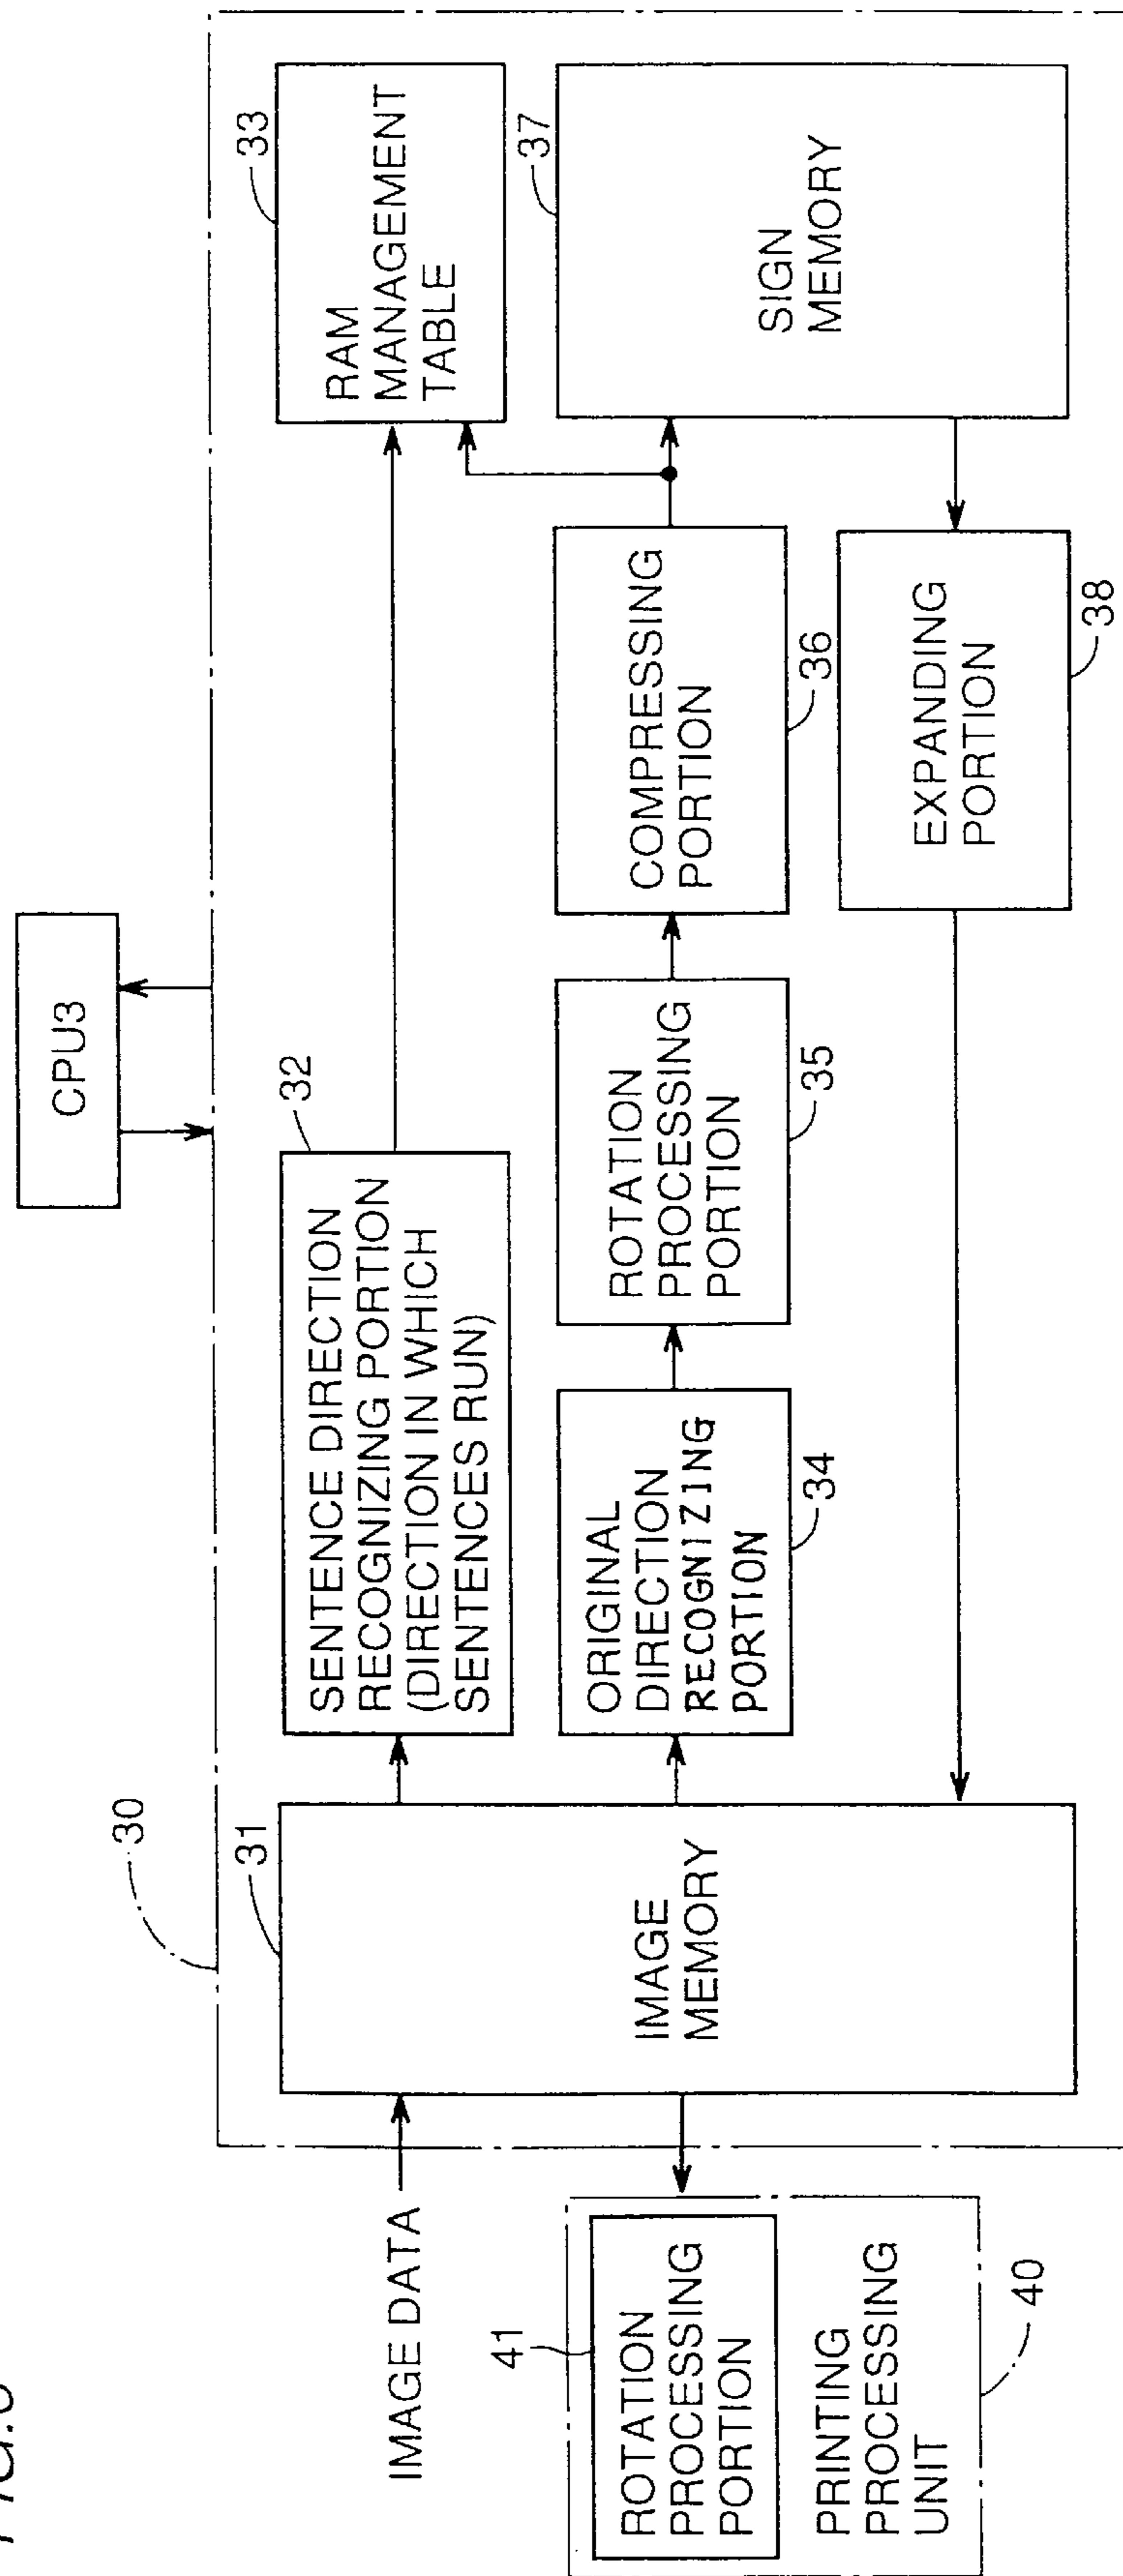 CPU3
30
31
IMAGE
MEMORY
32
SENTENCE DIRECTION
RECOGNIZING PORTION
(DIRECTION IN WHICH
SENTENCES RUN)
33
RAM
MANAGEMENT
TABLE
ORIGINAL
DIRECTION
RECOGNIZING
PORTION
34
ROTATION
PROCESSING
PORTION
35
COMPRESSING
PORTION
36
37
SIGN
MEMORY
EXPANDING
PORTION
38
IMAGE DATA
41
ROTATION
PROCESSING
PORTION
PRINTING
PROCESSING
UNIT
40